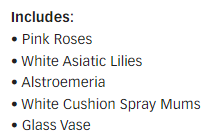 Includes:
• Pink Roses
• White Asiatic Lilies
• Alstroemeria
• White Cushion Spray Mums
• Glass Vase